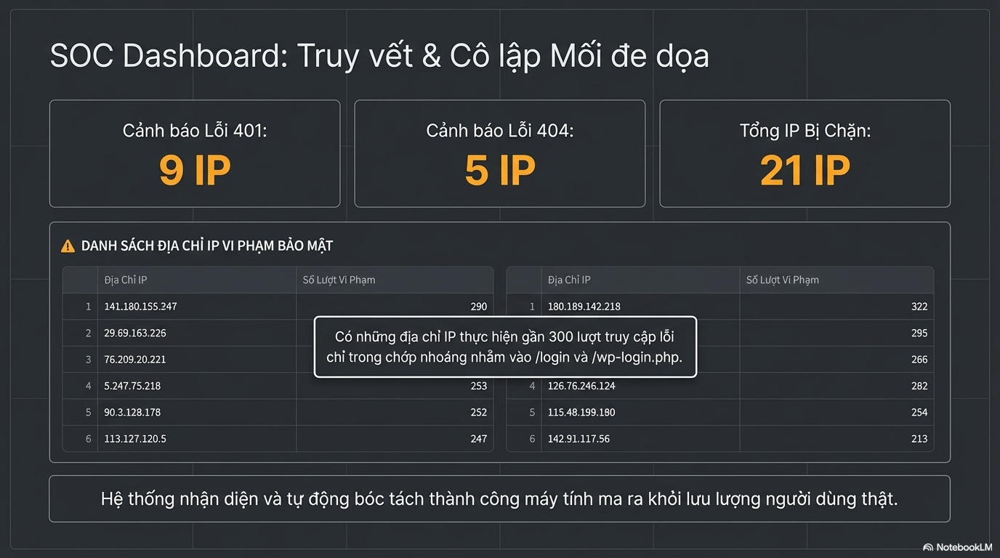 SOC Dashboard: Truy vết & Cô lập Mối đe dọa
Cảnh báo Lỗi 401:
9 IP
Cảnh báo Lỗi 404:
5 IP
Tổng IP Bị Chặn:
21 IP
DANH SÁCH ĐỊA CHỈ IP VI PHẠM BẢO MẬT
Địa Chỉ IP Số Lượt Vi Phạm
1 141.180.155.247 290
2 29.69.163.226
3 76.209.20.221
4 5.247.75.218 253
5 90.3.128.178 252
6 113.127.120.5 247
Địa Chỉ IP Số Lượt Vi Phạm
1 180.189.142.218 322
295
266
4 126.76.246.124 282
5 115.48.199.180 254
6 142.91.117.56 213
Có những địa chỉ IP thực hiện gần 300 lượt truy cập lỗi
chỉ trong chớp nhoáng nhắm vào /login và /wp-login.php.
Hệ thống nhận diện và tự động bóc tách thành công máy tính ma ra khỏi lưu lượng người dùng thật.
NotebookLM